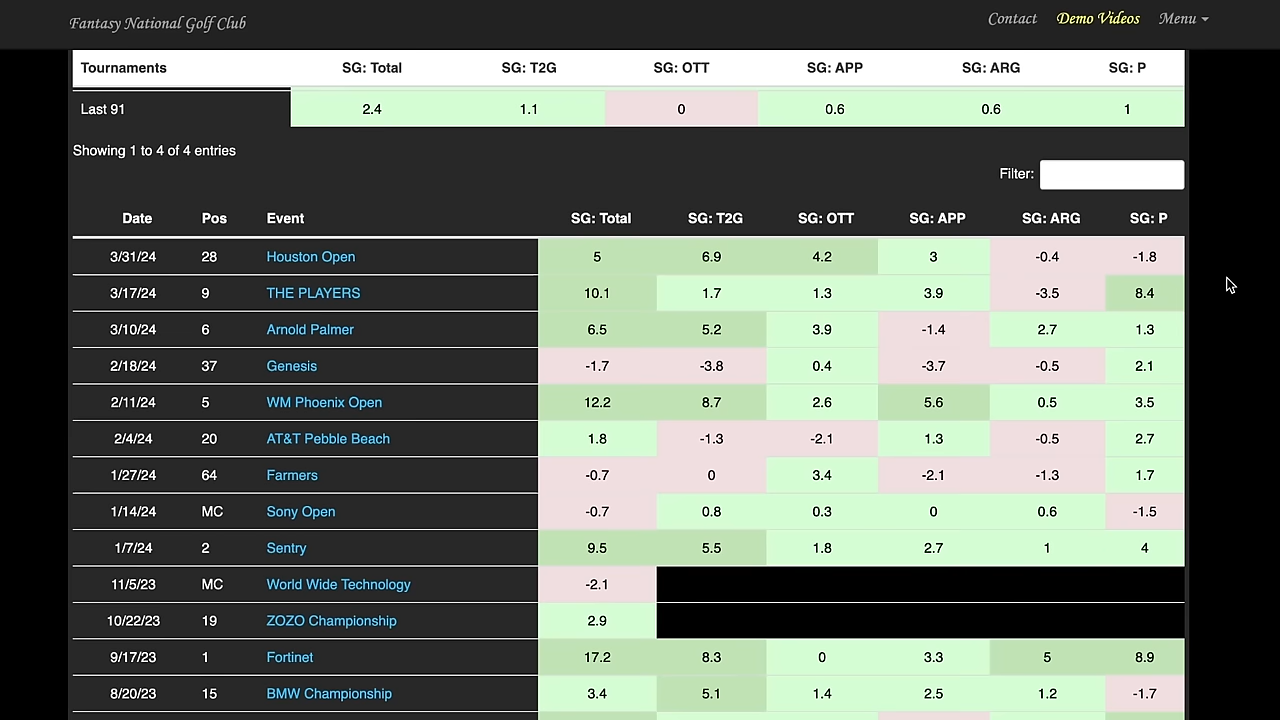 Fantasy National Golf Club Contact Demo Videos Menu
Tournaments SG: Total SG: T2G SG: OTT SG: APP SG: ARG SG: P
Last 91 2.4 1.1 0 0.6 0.6 1
Showing 1 to 4 of 4 entries
Filter:
Date Pos Event SG: Total SG: T2G SG: OTT SG: APP SG: ARG SG: P
3/31/24 28 Houston Open 5 6.9 4.2 3 -0.4 -1.8
3/17/24 9 THE PLAYERS 10.1 1.7 1.3 3.9 -3.5 8.4
3/10/24 6 Arnold Palmer 6.5 5.2 3.9 -1.4 2.7 1.3
2/18/24 37 Genesis -1.7 -3.8 0.4 -3.7 -0.5 2.1
2/11/24 5 WM Phoenix Open 12.2 8.7 2.6 5.6 0.5 3.5
2/4/24 20 AT&T Pebble Beach 1.8 -1.3 -2.1 1.3 -0.5 2.7
1/27/24 64 Farmers -0.7 0 3.4 -2.1 -1.3 1.7
1/14/24 MC Sony Open -0.7 0.8 0.3 0 0.6 -1.5
1/7/24 2 Sentry 9.5 5.5 1.8 2.7 1 4
11/5/23 MC World Wide Technology -2.1
10/22/23 19 ZOZO Championship 2.9
9/17/23 1 Fortinet 17.2 8.3 0 3.3 5 8.9
8/20/23 15 BMW Championship 3.4 5.1 1.4 2.5 1.2 -1.7